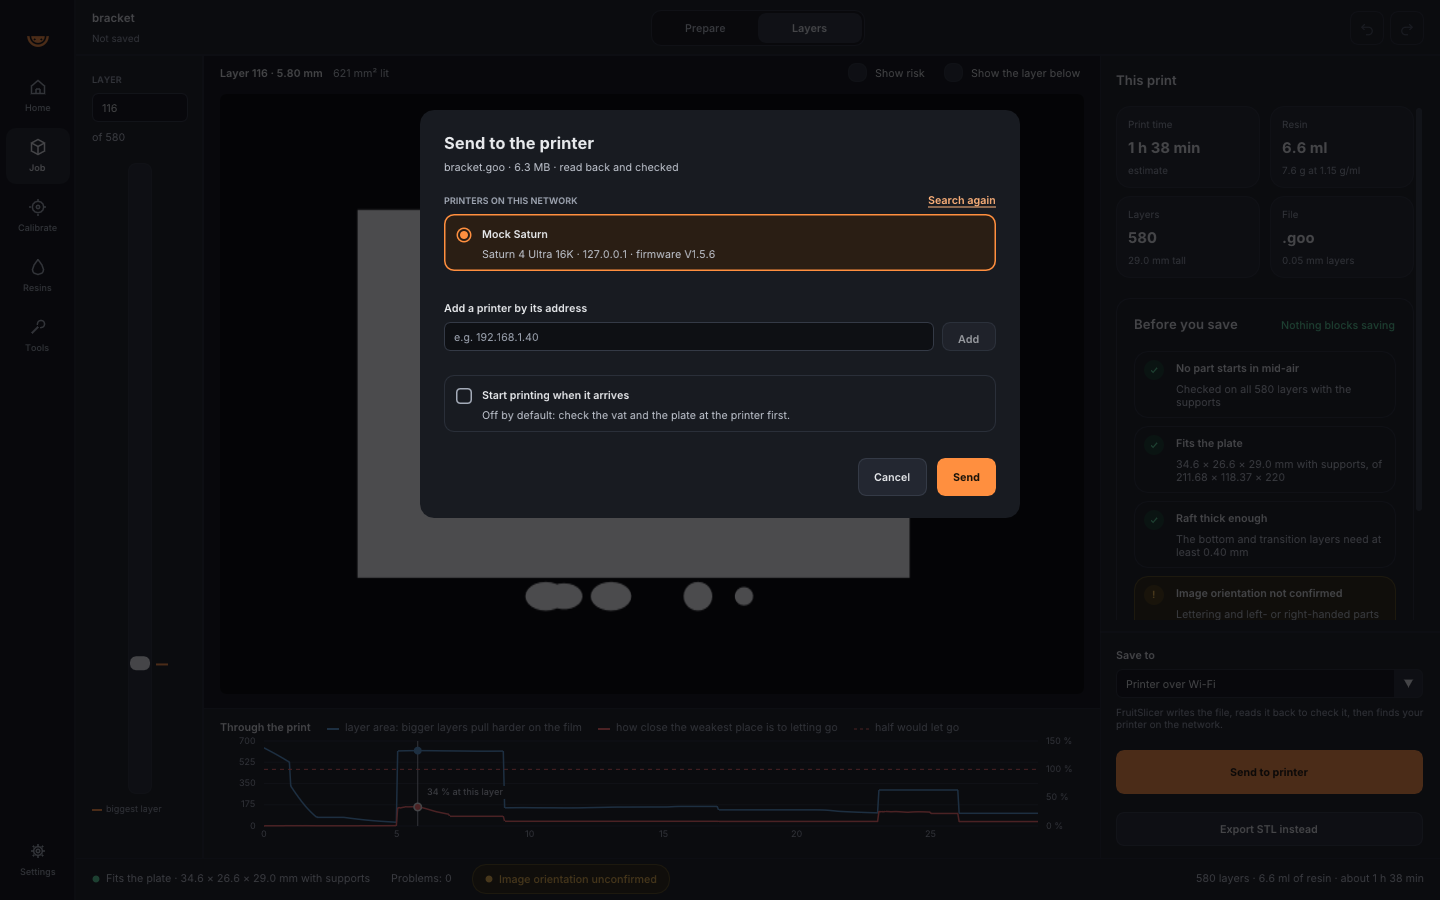 bracket
Not saved
Prepare
Layers
Home
Job
Calibrate
Resins
Tools
Settings
LAYER
116
of 580
biggest layer
Layer 116 · 5.80 mm 621 mm² lit
Show risk
Show the layer below
Send to the printer
bracket.goo · 6.3 MB · read back and checked
PRINTERS ON THIS NETWORK
Search again
Mock Saturn
Saturn 4 Ultra 16K · 127.0.0.1 · firmware V1.5.6
Add a printer by its address
e.g. 192.168.1.40
Add
Start printing when it arrives
Off by default: check the vat and the plate at the printer first.
Cancel
Send
Through the print
layer area: bigger layers pull harder on the film
how close the weakest place is to letting go
half would let go
700
525
350
175
0
150 %
100 %
50 %
0 %
34 % at this layer
0 5 10 15 20 25
This print
Print time
1 h 38 min
estimate
Resin
6.6 ml
7.6 g at 1.15 g/ml
Layers
580
29.0 mm tall
File
.goo
0.05 mm layers
Before you save
Nothing blocks saving
No part starts in mid-air
Checked on all 580 layers with the
supports
Fits the plate
34.6 × 26.6 × 29.0 mm with supports, of
211.68 × 118.37 × 220
Raft thick enough
The bottom and transition layers need at
least 0.40 mm
Image orientation not confirmed
Lettering and left- or right-handed parts
Save to
Printer over Wi-Fi
FruitSlicer writes the file, reads it back to check it, then finds your
printer on the network.
Send to printer
Export STL instead
Fits the plate · 34.6 × 26.6 × 29.0 mm with supports
Problems: 0
Image orientation unconfirmed
580 layers · 6.6 ml of resin · about 1 h 38 min